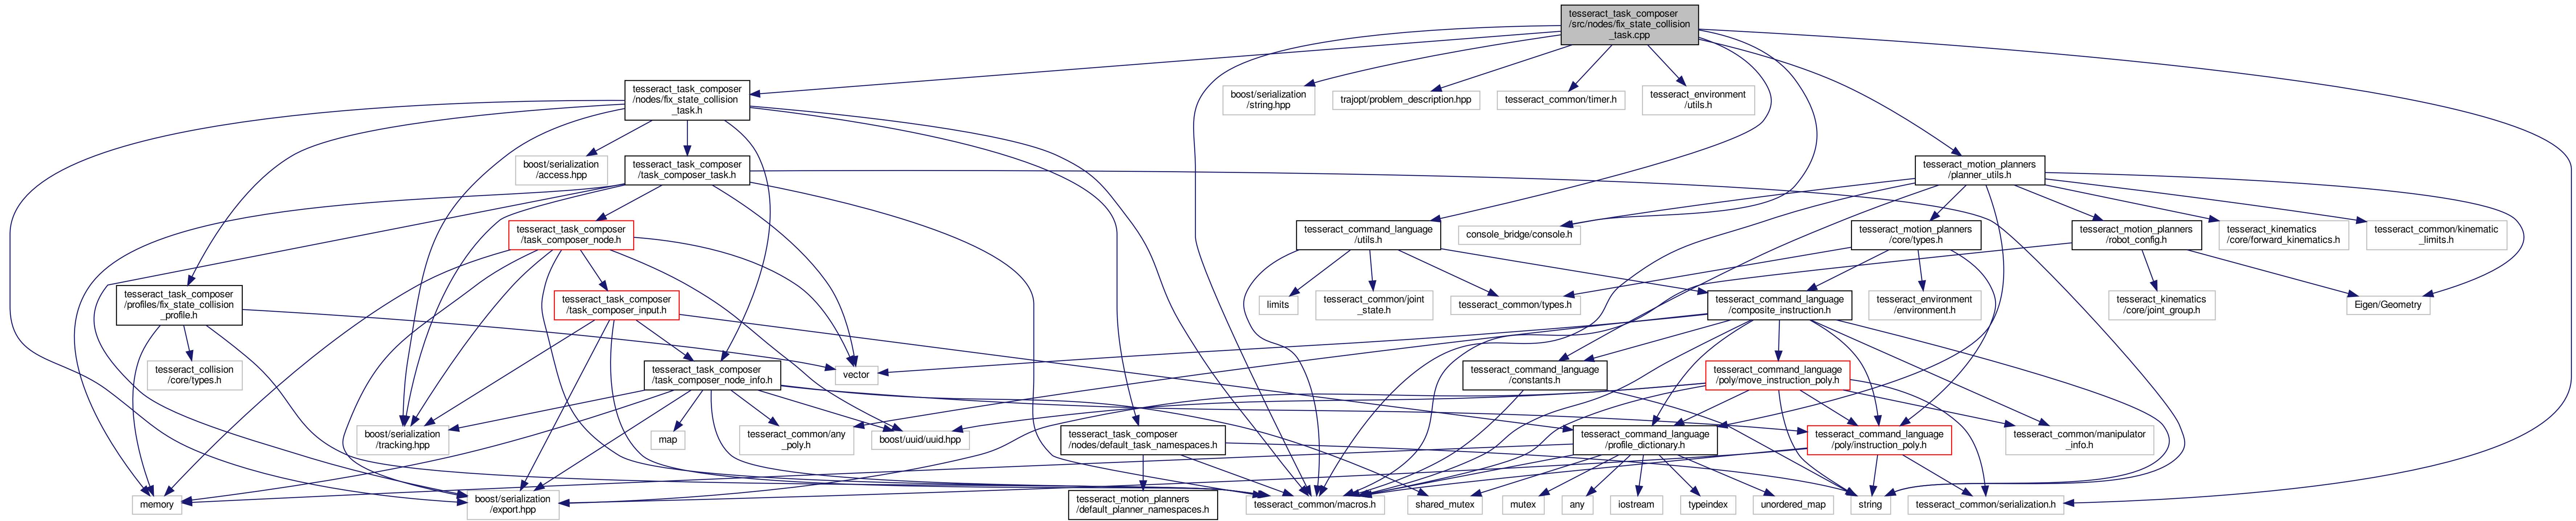 tesseract_task_composer
/src/nodes/fix_state_collision
_task.cpp
tesseract_task_composer
/nodes/fix_state_collision
_task.h
boost/serialization
/string.hpp
trajopt/problem_description.hpp
tesseract_common/timer.h
tesseract_environment
/utils.h
boost/serialization
/access.hpp
tesseract_task_composer
/task_composer_task.h
tesseract_motion_planners
/planner_utils.h
tesseract_task_composer
/task_composer_node.h
tesseract_command_language
/utils.h
console_bridge/console.h
tesseract_motion_planners
/core/types.h
tesseract_motion_planners
/robot_config.h
tesseract_kinematics
/core/forward_kinematics.h
tesseract_common/kinematic
_limits.h
tesseract_task_composer
/profiles/fix_state_collision
_profile.h
tesseract_task_composer
/task_composer_input.h
limits
tesseract_common/joint
_state.h
tesseract_common/types.h
tesseract_command_language
/composite_instruction.h
tesseract_environment
/environment.h
tesseract_kinematics
/core/joint_group.h
Eigen/Geometry
tesseract_collision
/core/types.h
tesseract_task_composer
/task_composer_node_info.h
vector
tesseract_command_language
/constants.h
tesseract_command_language
/poly/move_instruction_poly.h
boost/serialization
/tracking.hpp
map
tesseract_common/any
_poly.h
boost/uuid/uuid.hpp
tesseract_task_composer
/nodes/default_task_namespaces.h
tesseract_command_language
/profile_dictionary.h
tesseract_command_language
/poly/instruction_poly.h
tesseract_common/manipulator
_info.h
memory
boost/serialization
/export.hpp
tesseract_motion_planners
/default_planner_namespaces.h
tesseract_common/macros.h
shared_mutex
mutex
any
iostream
typeindex
unordered_map
string
tesseract_common/serialization.h